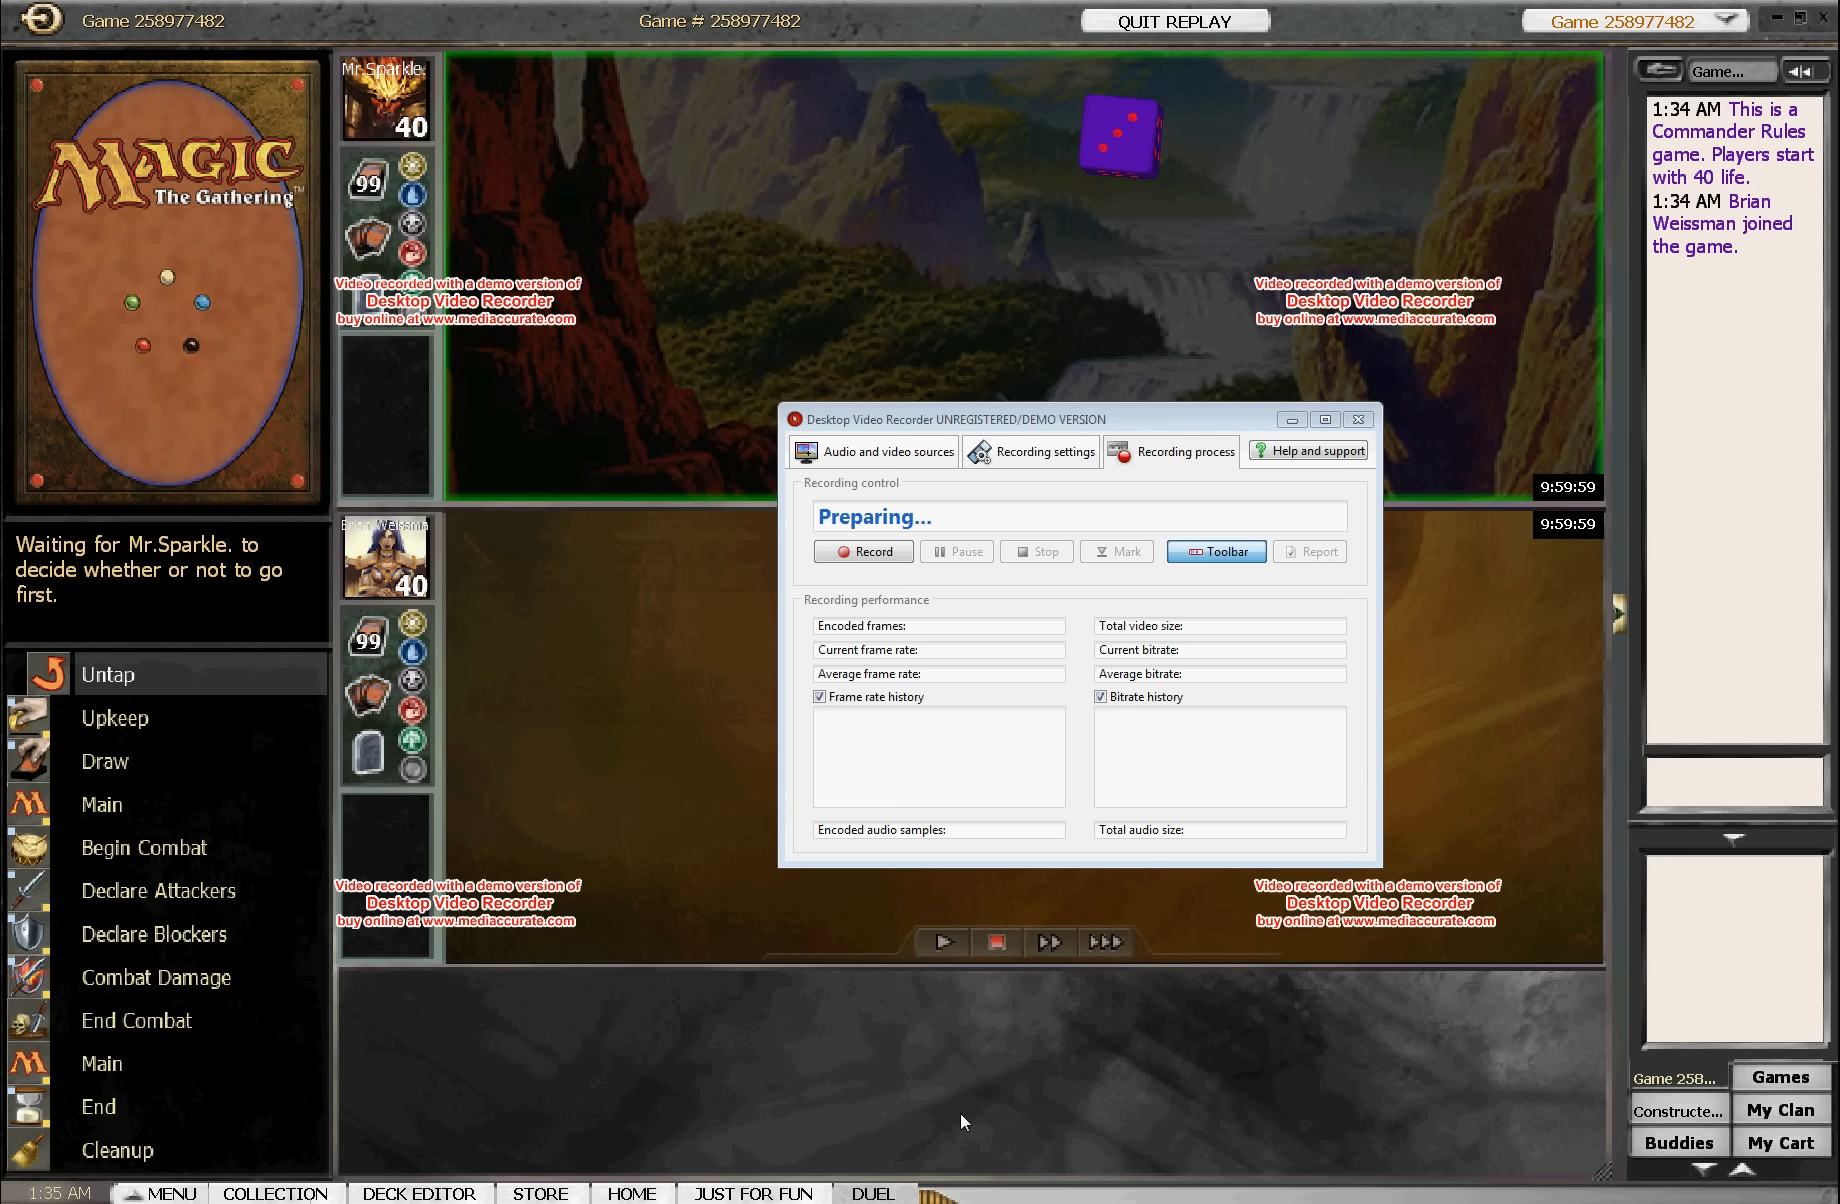 Game 258977482
Game # 258977482
QUIT REPLAY
Game 258977482
MAGIC
The Gathering™
Mr.Sparkle.
40
99
Video recorded with a demo version of
Desktop Video Recorder
buy online at www.mediaccurate.com
Video recorded with a demo version of
Desktop Video Recorder
buy online at www.mediaccurate.com
9:59:59
9:59:59
Waiting for Mr.Sparkle. to
decide whether or not to go
first.
Untap
Upkeep
Draw
Main
Begin Combat
Declare Attackers
Declare Blockers
Combat Damage
End Combat
Main
End
Cleanup
Brian Weissma
40
99
Desktop Video Recorder UNREGISTERED/DEMO VERSION
Audio and video sources
Recording settings
Recording process
Help and support
Recording control
Preparing...
Record
Pause
Stop
Mark
Toolbar
Report
Recording performance
Encoded frames:
Total video size:
Current frame rate:
Current bitrate:
Average frame rate:
Average bitrate:
Frame rate history
Bitrate history
Encoded audio samples:
Total audio size:
Video recorded with a demo version of
Desktop Video Recorder
buy online at www.mediaccurate.com
Video recorded with a demo version of
Desktop Video Recorder
buy online at www.mediaccurate.com
Game...
1:34 AM This is a
Commander Rules
game. Players start
with 40 life.
1:34 AM Brian
Weissman joined
the game.
Game 258...
Games
Constructe...
My Clan
Buddies
My Cart
1:35 AM
MENU
COLLECTION
DECK EDITOR
STORE
HOME
JUST FOR FUN
DUEL